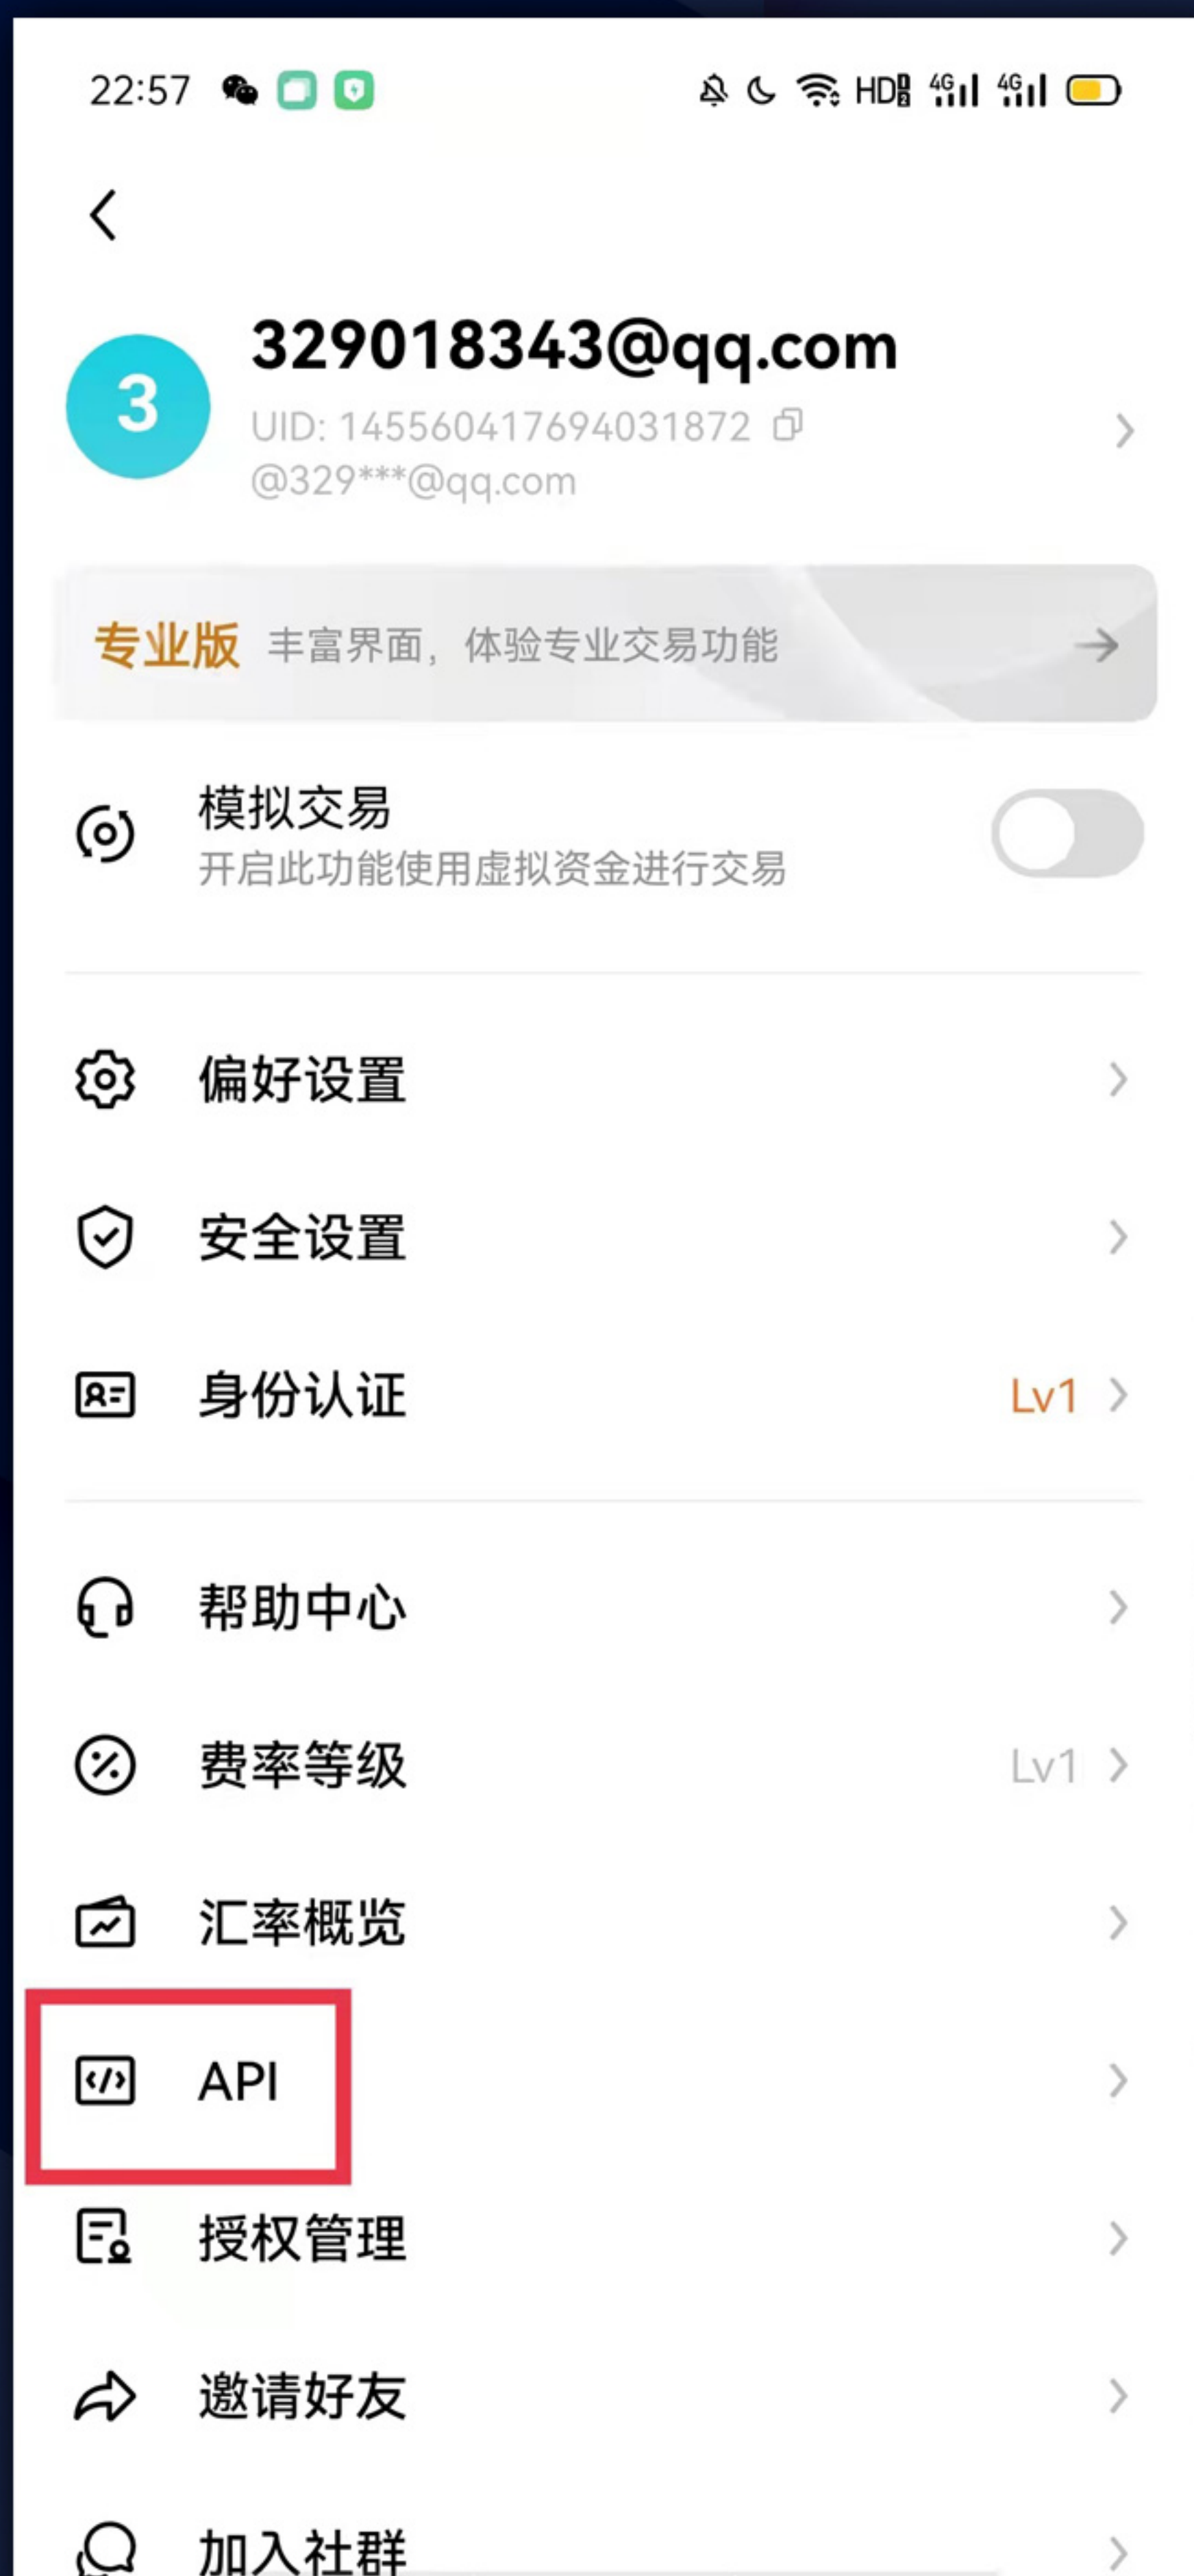 22:57
HD 4G 4G
329018343@qq.com
3
UID: 145560417694031872
@329***@qq.com
专业版 丰富界面，体验专业交易功能
模拟交易
开启此功能使用虚拟资金进行交易
偏好设置
安全设置
身份认证 Lv1
帮助中心
费率等级 Lv1
汇率概览
API
授权管理
邀请好友
加入社群